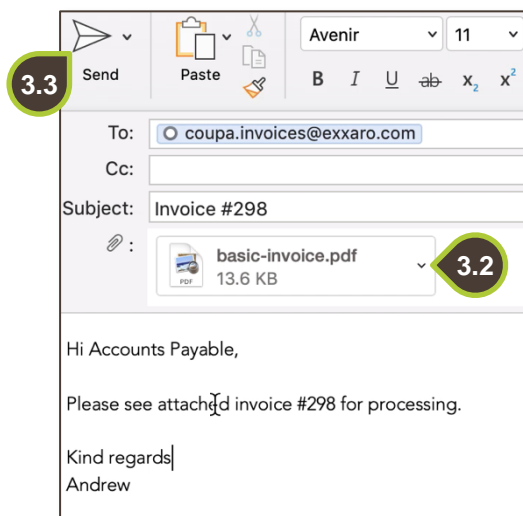 Avenir 11
Send Paste B I U ab x2 x2
3.3
To: coupa.invoices@exxaro.com
Cc:
Subject: Invoice #298
: PDF basic-invoice.pdf
13.6 KB
3.2
Hi Accounts Payable,
Please see attached invoice #298 for processing.
Kind regards
Andrew